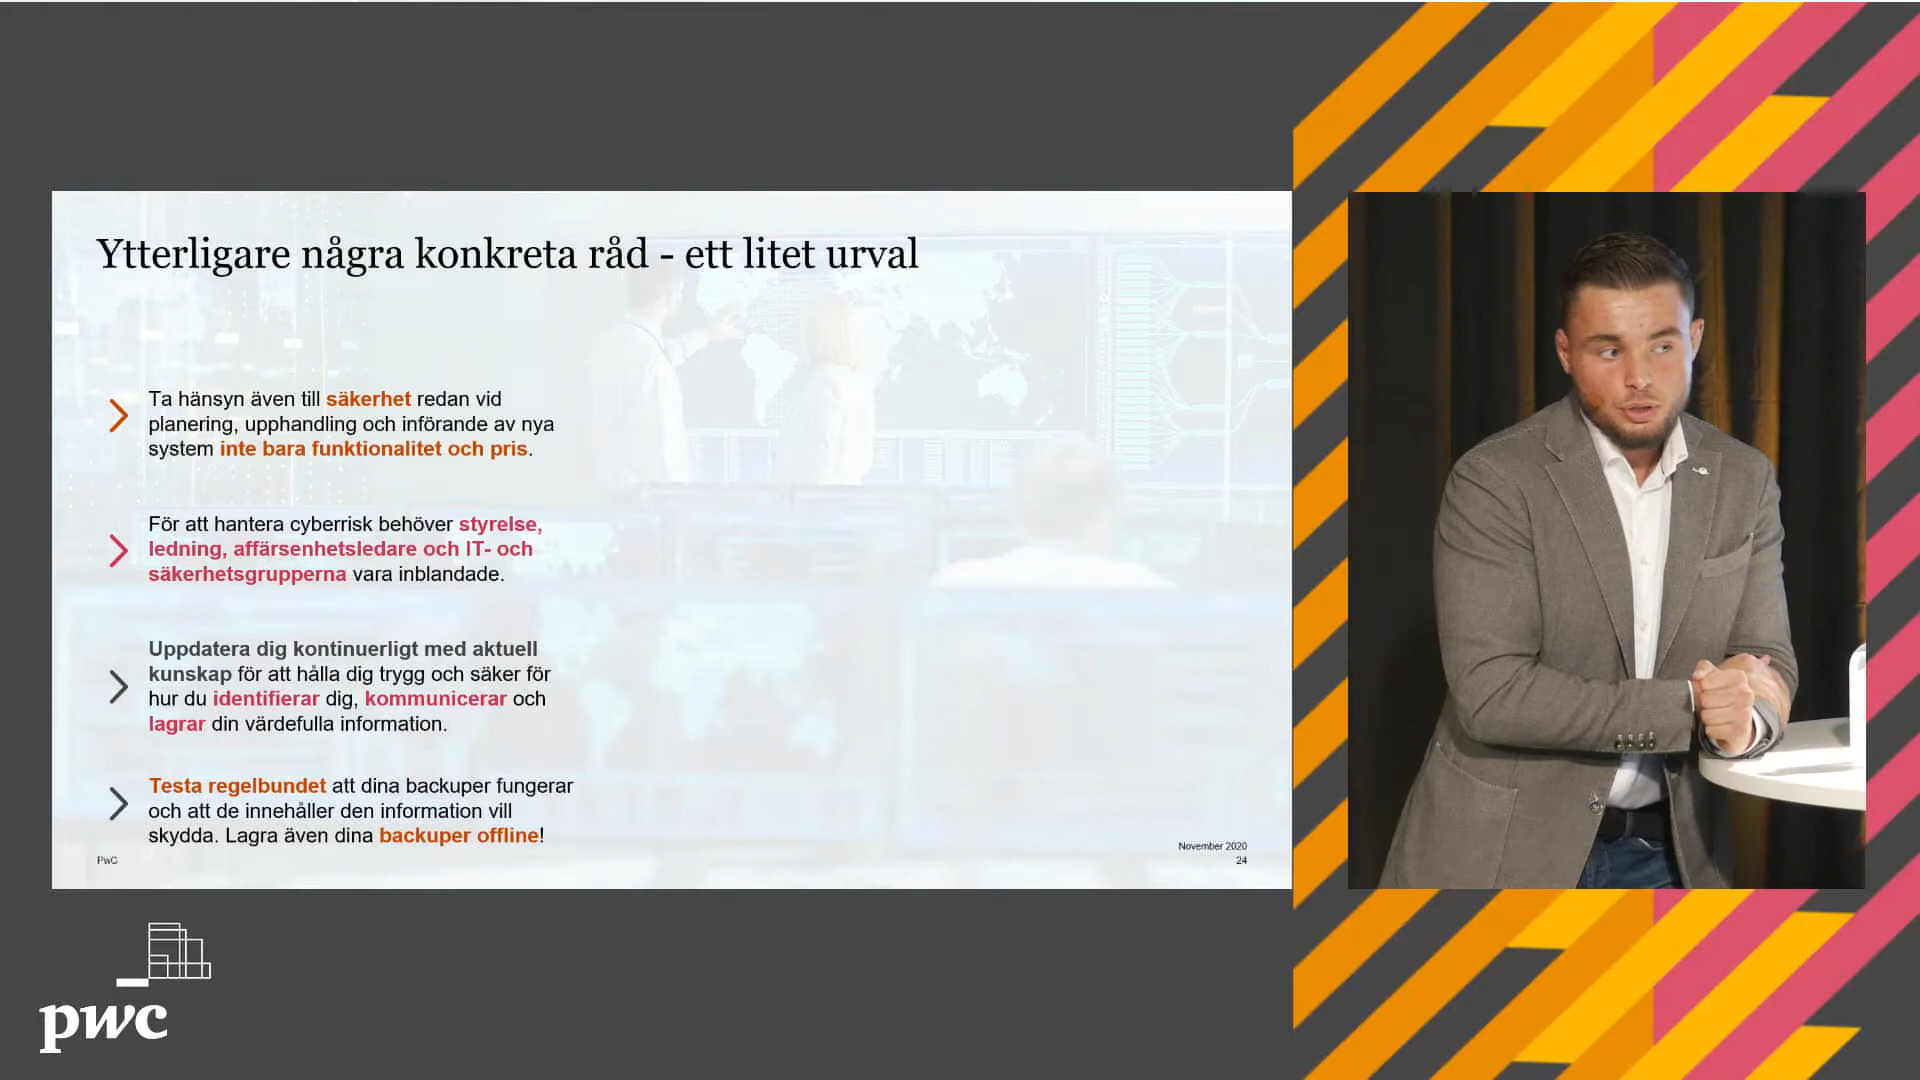 Ytterligare några konkreta råd - ett litet urval
Ta hänsyn även till säkerhet redan vid
planering, upphandling och införande av nya
system inte bara funktionalitet och pris.
För att hantera cyberrisk behöver styrelse,
ledning, affärsenhetsledare och IT- och
säkerhetsgrupperna vara inblandade.
Uppdatera dig kontinuerligt med aktuell
kunskap för att hålla dig trygg och säker för
hur du identifierar dig, kommunicerar och
lagrar din värdefulla information.
Testa regelbundet att dina backuper fungerar
och att de innehåller den information vill
skydda. Lagra även dina backuper offline!
PwC
November 2020
24
pwc